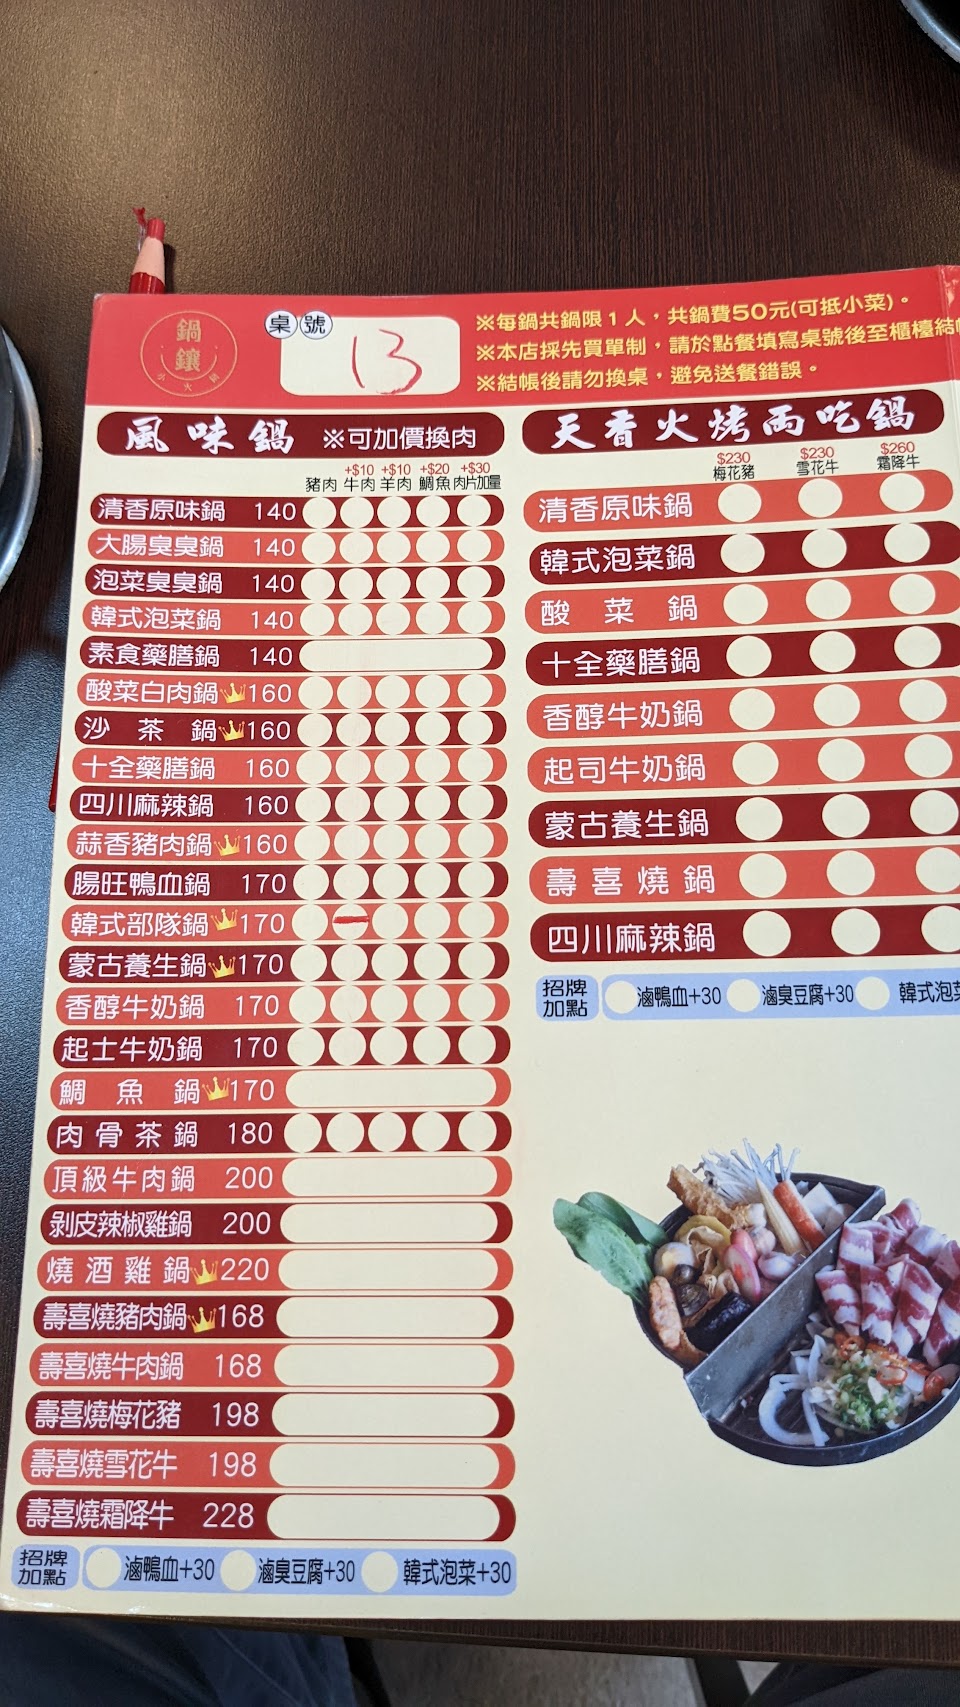 鍋鑲
火鍋
桌號 13
※每鍋共鍋限1人，共鍋費50元(可抵小菜)。
※本店採先買單制，請於點餐填寫桌號後至櫃檯結帳
※結帳後請勿換桌，避免送餐錯誤。
風味鍋 ※可加價換肉
+$10 +$10 +$20 +$30
豬肉 牛肉 羊肉 鯛魚 肉片加量
清香原味鍋 140
大腸臭臭鍋 140
泡菜臭臭鍋 140
韓式泡菜鍋 140
素食藥膳鍋 140
酸菜白肉鍋 160
沙茶鍋 160
十全藥膳鍋 160
四川麻辣鍋 160
蒜香豬肉鍋 160
腸旺鴨血鍋 170
韓式部隊鍋 170
蒙古養生鍋 170
香醇牛奶鍋 170
起士牛奶鍋 170
鯛魚鍋 170
肉骨茶鍋 180
頂級牛肉鍋 200
剝皮辣椒雞鍋 200
燒酒雞鍋 220
壽喜燒豬肉鍋 168
壽喜燒牛肉鍋 168
壽喜燒梅花豬 198
壽喜燒雪花牛 198
壽喜燒霜降牛 228
招牌加點 滷鴨血+30 滷臭豆腐+30 韓式泡菜+30
天香火烤両吃鍋
$230 $230 $260
梅花豬 雪花牛 霜降牛
清香原味鍋
韓式泡菜鍋
酸菜鍋
十全藥膳鍋
香醇牛奶鍋
起司牛奶鍋
蒙古養生鍋
壽喜燒鍋
四川麻辣鍋
招牌加點 滷鴨血+30 滷臭豆腐+30 韓式泡菜